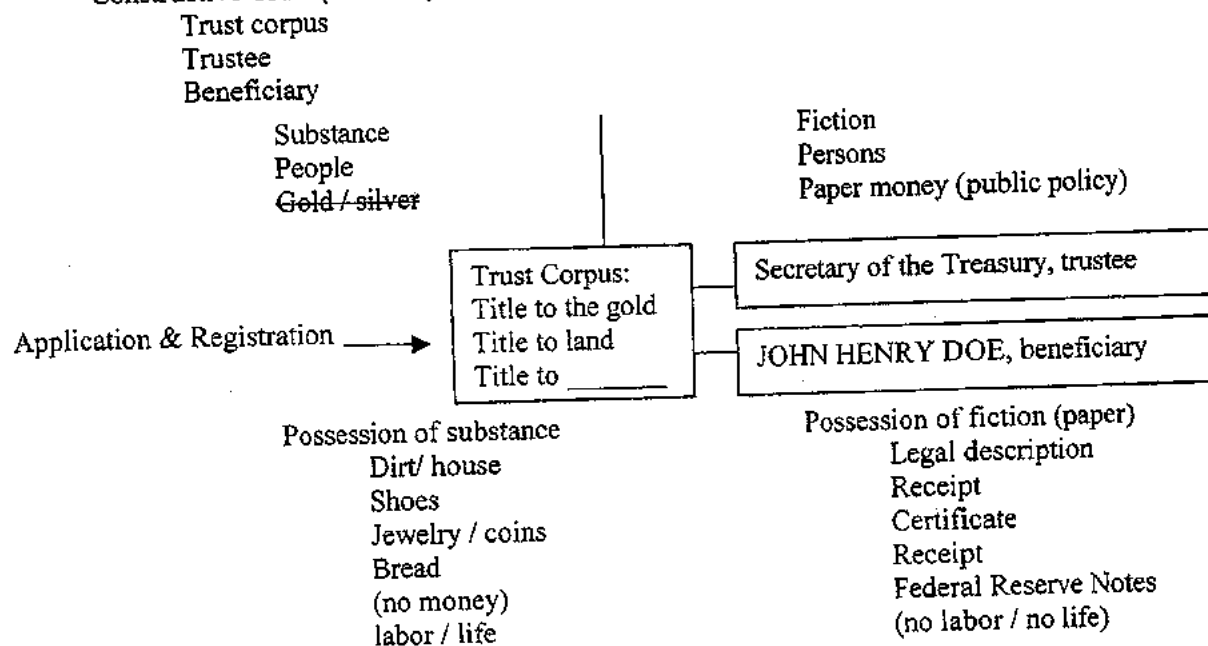 Trust corpus
Trustee
Beneficiary
Substance
People
Gold / silver
Fiction
Persons
Paper money (public policy)
Application & Registration
Trust Corpus:
Title to the gold
Title to land
Title to ________
Secretary of the Treasury, trustee
JOHN HENRY DOE, beneficiary
Possession of substance
Dirt/ house
Shoes
Jewelry / coins
Bread
(no money)
labor / life
Possession of fiction (paper)
Legal description
Receipt
Certificate
Receipt
Federal Reserve Notes
(no labor / no life)